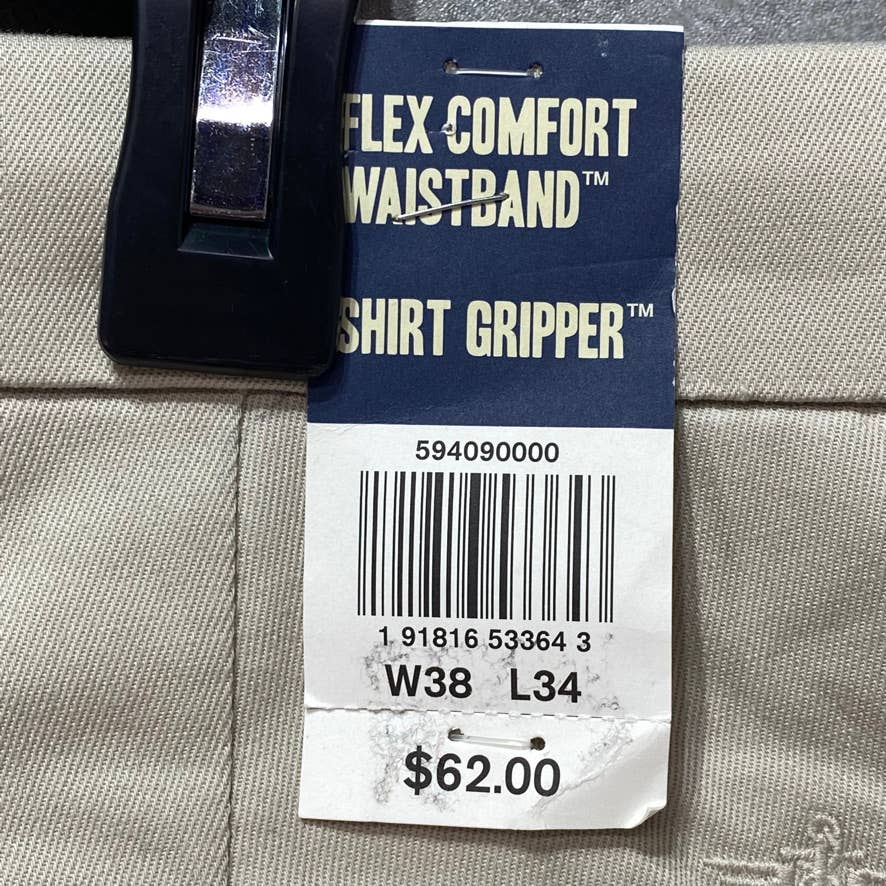 FLEX COMFORT
WAISTBAND™
SHIRT GRIPPER™
594090000
1 91816 53364 3
W38 L34
$62.00